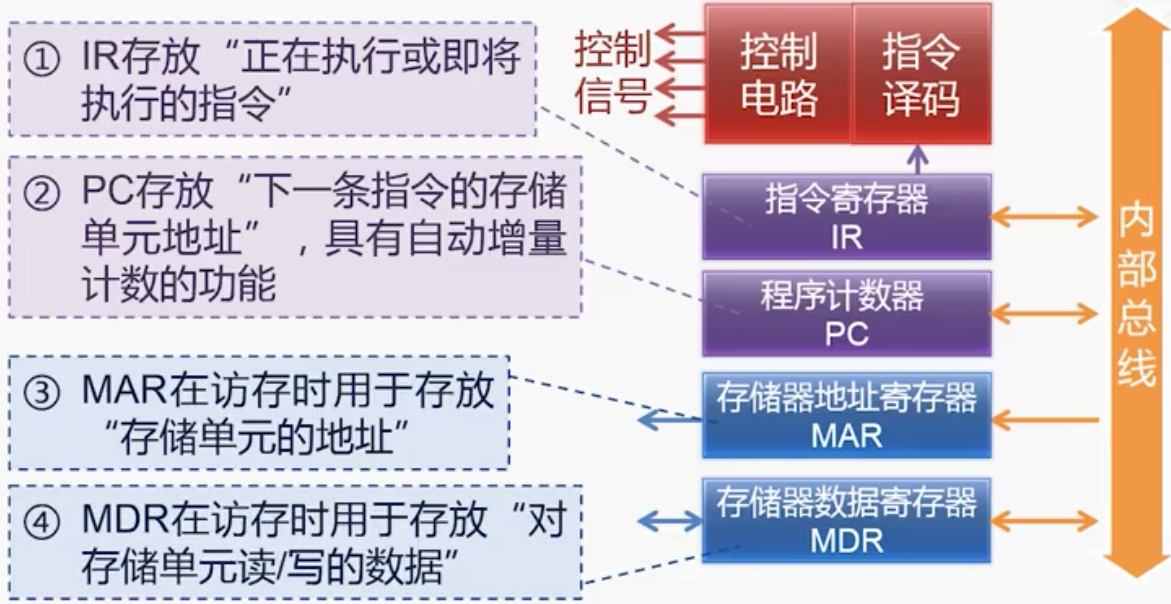 ① IR存放“正在执行或即将
执行的指令”
② PC存放“下一条指令的存储
单元地址”，具有自动增量
计数的功能
③ MAR在访存时用于存放
“存储单元的地址”
④ MDR在访存时用于存放“对
存储单元读/写的数据”
控制
信号
控制
电路
指令
译码
指令寄存器
IR
程序计数器
PC
存储器地址寄存器
MAR
存储器数据寄存器
MDR
内
部
总
线